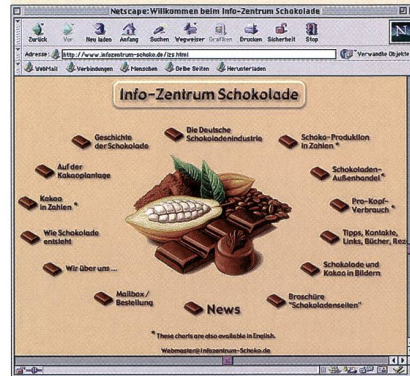 Netscape: Willkommen beim Info-Zentrum Schokolade
Zurück Vor Neu laden Anfang Suchen Wegweiser Grafiken Drucken Sicherheit Stop
N
Adresse: http://www.infozentrum-schoko.de/izs.html
Verwandte Objekte
WebMail Verbindungen Menschen Gelbe Seiten Herunterladen
Info-Zentrum Schokolade
Geschichte
der Schokolade
Die Deutsche
Schokoladenindustrie
Schoko-Produktion
in Zahlen *
Auf der
Kakaoplantage
Schokoladen-
Außenhandel *
Kakao
in Zahlen *
Pro-Kopf-
Verbrauch *
Wie Schokolade
entsteht
Tipps, Kontakte,
Links, Bücher, Rez
Wir über uns ...
Schokolade und
Kakao in Bildern
Mailbox/
Bestellung
News
Broschüre
"Schokoladenseiten"
* These charts are also available in English.
Webmaster@Infozentrum-Schoko.de